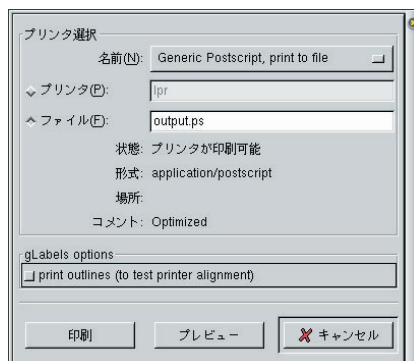 プリンタ選択
名前(N): Generic Postscript, print to file
プリンタ(P): lpr
ファイル(F): output.ps
状態: プリンタが印刷可能
形式: application/postscript
場所:
コメント: Optimized
gLabels options
print outlines (to test printer alignment)
印刷 プレビュー キャンセル